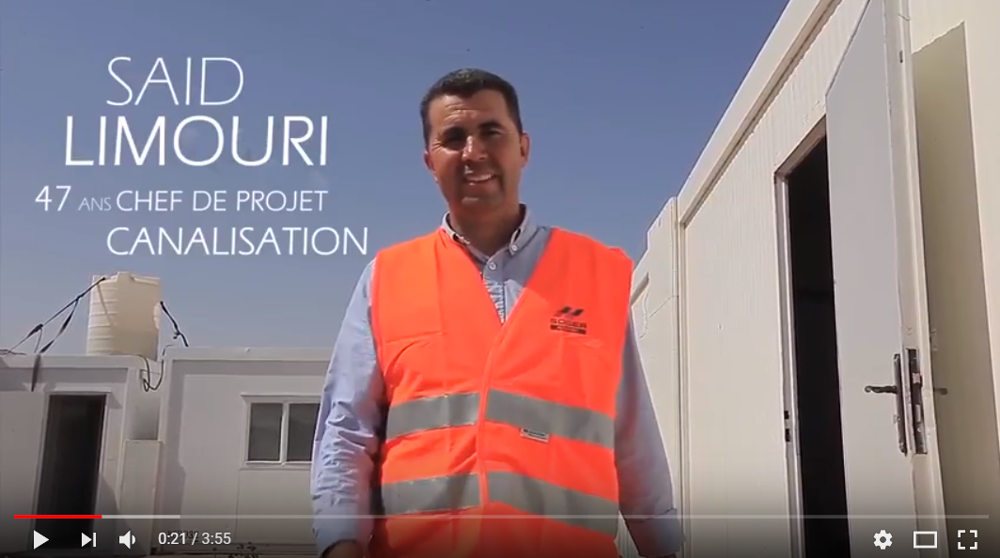 SAID
LIMOURI
47 ANS CHEF DE PROJET
CANALISATION
0:21 / 3:55